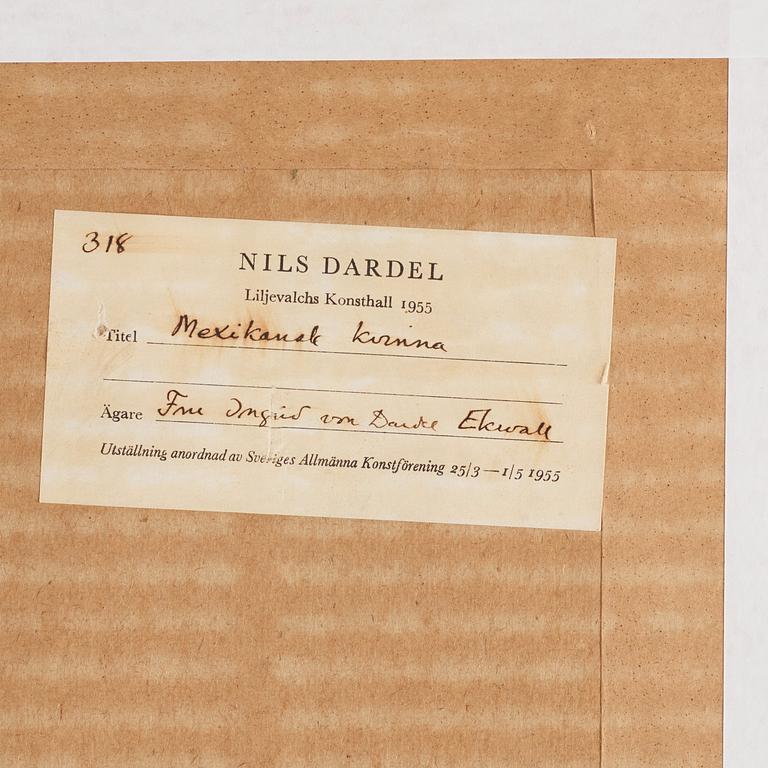 318
NILS DARDEL
Liljevalchs Konsthall 1955
Titel Mexikansk kvinna
Ägare Fru Ingrid von Dardel Ekwall
Utställning anordnad av Sveriges Allmänna Konstförening 25/3 — 1/5 1955